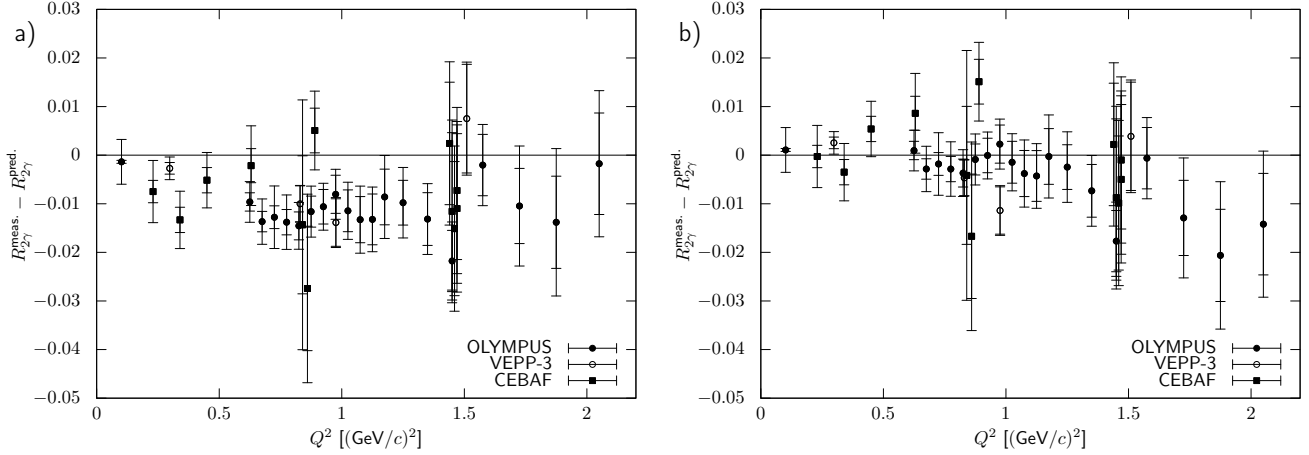 a)
0.03
0.02
0.01
0
−0.01
−0.02
−0.03
−0.04
−0.05
R_{2γ}^{meas.} − R_{2γ}^{pred.}
OLYMPUS
VEPP-3
CEBAF
0 0.5 1 1.5 2
Q^2 [(GeV/c)^2]
b)
0.03
0.02
0.01
0
−0.01
−0.02
−0.03
−0.04
−0.05
R_{2γ}^{meas.} − R_{2γ}^{pred.}
OLYMPUS
VEPP-3
CEBAF
0 0.5 1 1.5 2
Q^2 [(GeV/c)^2]